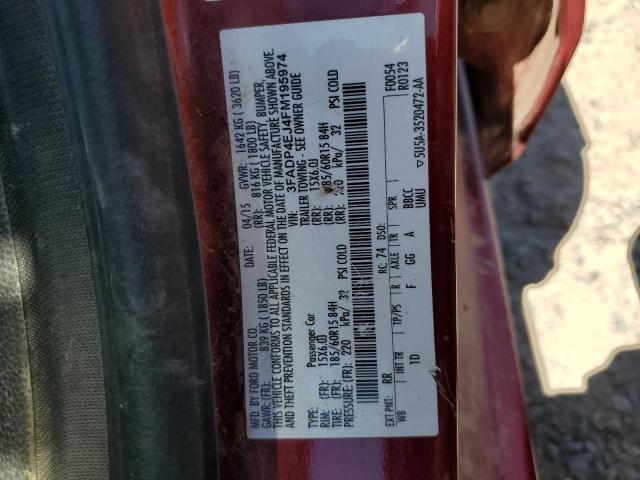 MFD. BY FORD MOTOR CO. DATE: 04/15 GVWR: 1642 KG ( 3620 LB)
GAWR: (FR): 839 KG ( 1850 LB) (RR): 816 KG ( 1800 LB)
THIS VEHICLE CONFORMS TO ALL APPLICABLE FEDERAL MOTOR VEHICLE SAFETY, BUMPER,
AND THEFT PREVENTION STANDARDS IN EFFECT ON THE DATE OF MANUFACTURE SHOWN ABOVE.
VIN: 3FADP4EJ4FM195974
TYPE: Passenger Car TRAILER TOWING - SEE OWNER GUIDE
RIM: (FR): 15X6.0J (RR): 15X6.0J
TIRE: (FR): 185/60R15 84H (RR): 185/60R15 84H
PRESSURE: (FR): 220 kPa/ 32 PSI COLD (RR): 220 kPa/ 32 PSI COLD
EXT PNT: RR RC: 74 DSO: F0054
WB INT TR TP/PS R AXLE TR SPR R0123
1D F GG A BBCC
UMU
▽5U5A-3520472-AA